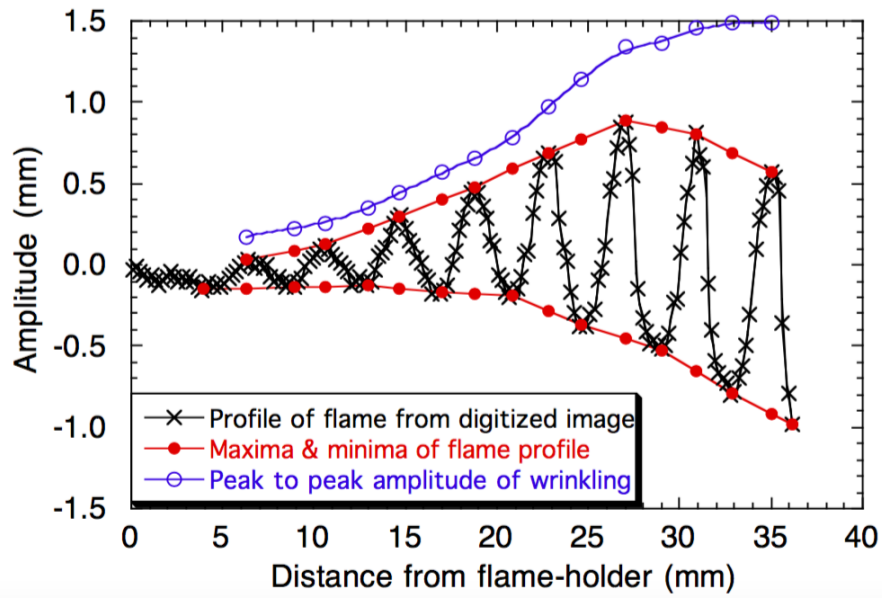 1.5
1.0
0.5
0.0
-0.5
-1.0
-1.5
Amplitude (mm)
Profile of flame from digitized image
Maxima & minima of flame profile
Peak to peak amplitude of wrinkling
0 5 10 15 20 25 30 35 40
Distance from flame-holder (mm)